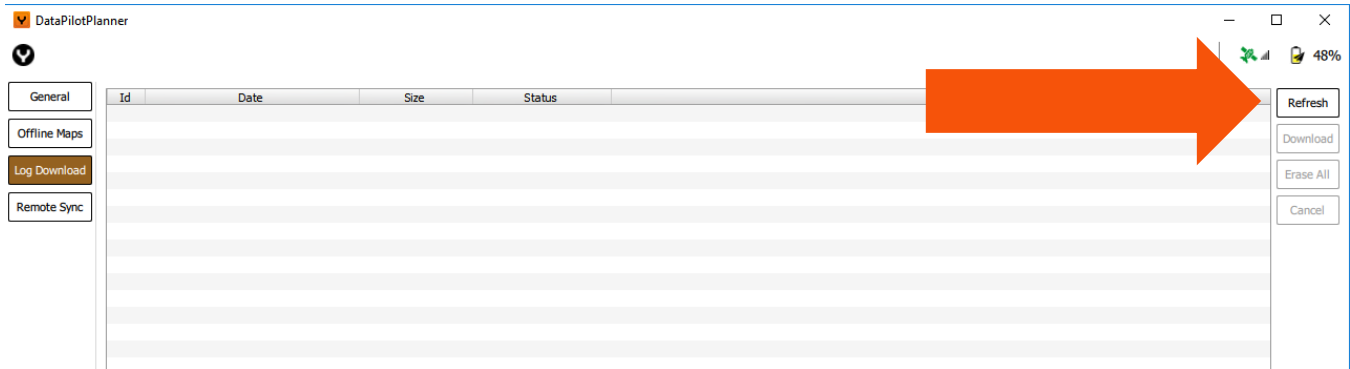 DataPilotPlanner
48%
General
Offline Maps
Log Download
Remote Sync
Id Date Size Status
Refresh
Download
Erase All
Cancel